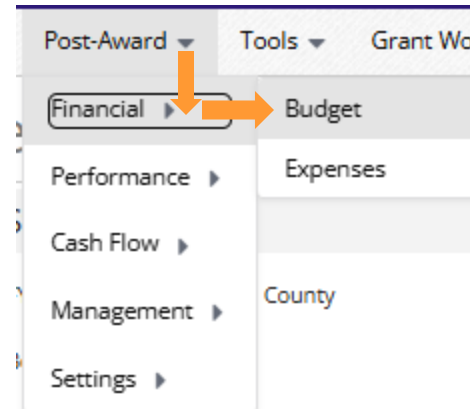 Post-Award Tools Grant Wo
Financial Budget
Performance Expenses
Cash Flow
Management County
Settings